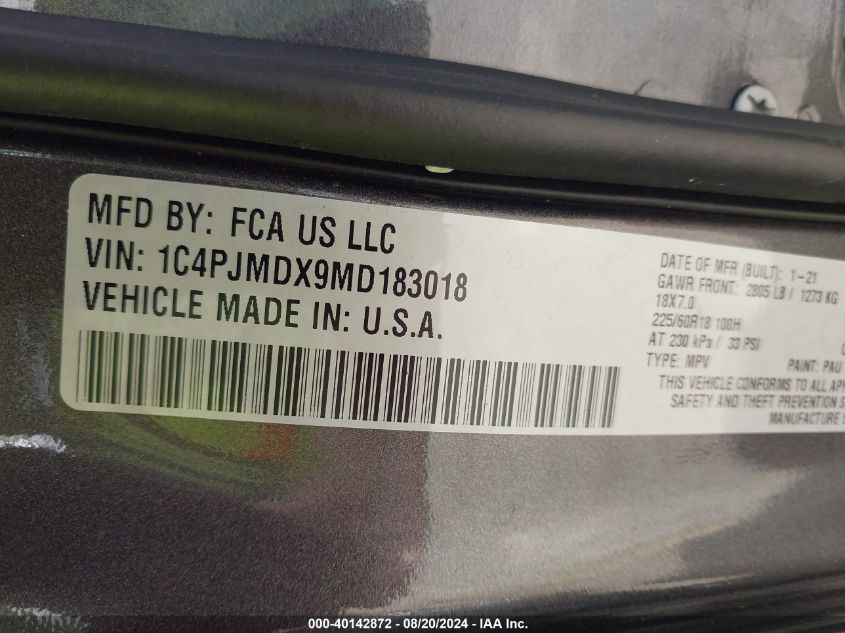 MFD BY: FCA US LLC
VIN: 1C4PJMDX9MD183018
VEHICLE MADE IN: U.S.A.
DATE OF MFR (BUILT): 1-21
GAWR FRONT: 2805 LB / 1273 KG
18X7.0
225/60R18 100H
AT 230 kPa / 33 PSI
TYPE: MPV PAINT: PAU
THIS VEHICLE CONFORMS TO ALL
SAFETY AND THEFT PREVENTION
MANUFACTURE
000-40142872 - 08/20/2024 - IAA Inc.